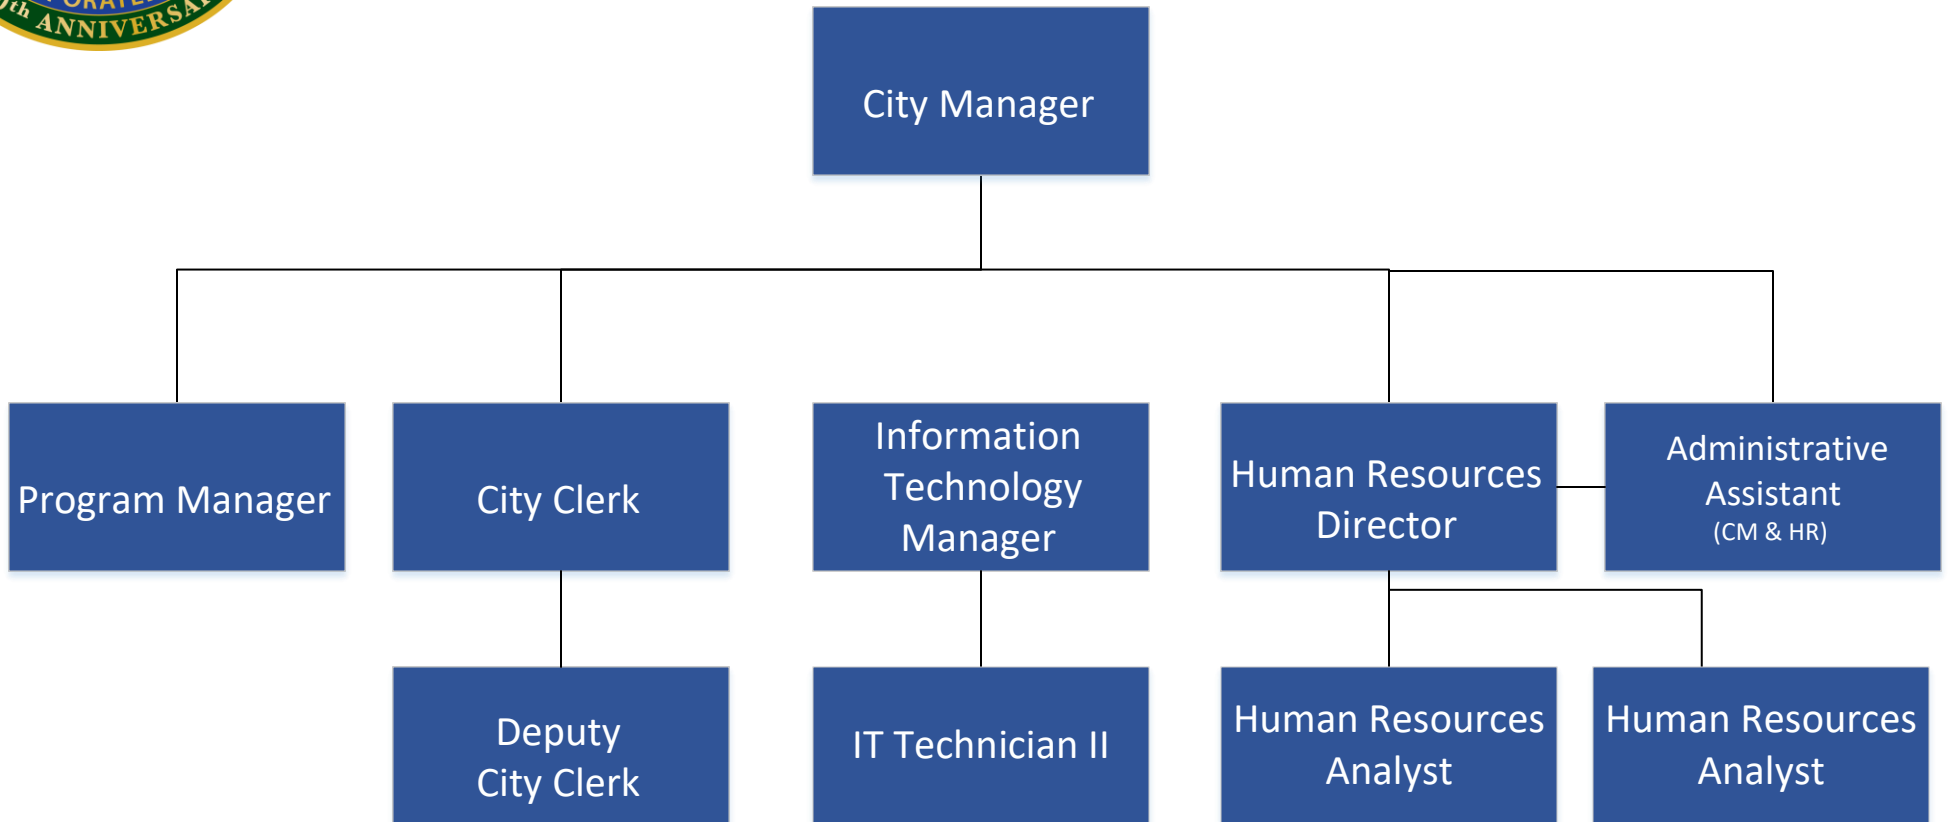 ANNIVERSAR
City Manager
Program Manager
City Clerk
Information
Technology
Manager
Human Resources
Director
Administrative
Assistant
(CM & HR)
Deputy
City Clerk
IT Technician II
Human Resources
Analyst
Human Resources
Analyst